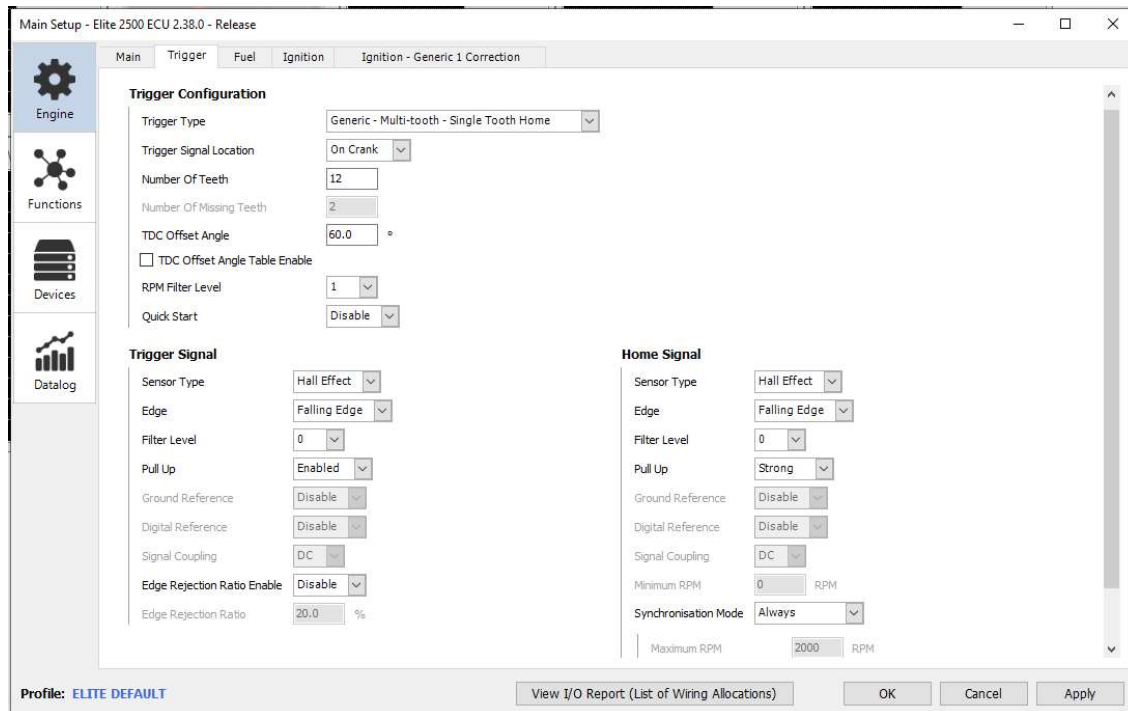 Main Setup - Elite 2500 ECU 2.38.0 - Release
Main Trigger Fuel Ignition Ignition - Generic 1 Correction
Engine
Functions
Devices
Datalog
Trigger Configuration
Trigger Type Generic - Multi-tooth - Single Tooth Home
Trigger Signal Location On Crank
Number Of Teeth 12
Number Of Missing Teeth 2
TDC Offset Angle 60.0 °
TDC Offset Angle Table Enable
RPM Filter Level 1
Quick Start Disable
Trigger Signal
Sensor Type Hall Effect
Edge Falling Edge
Filter Level 0
Pull Up Enabled
Ground Reference Disable
Digital Reference Disable
Signal Coupling DC
Edge Rejection Ratio Enable Disable
Edge Rejection Ratio 20.0 %
Home Signal
Sensor Type Hall Effect
Edge Falling Edge
Filter Level 0
Pull Up Strong
Ground Reference Disable
Digital Reference Disable
Signal Coupling DC
Minimum RPM 0 RPM
Synchronisation Mode Always
Maximum RPM 2000 RPM
Profile: ELITE DEFAULT
View I/O Report (List of Wiring Allocations) OK Cancel Apply